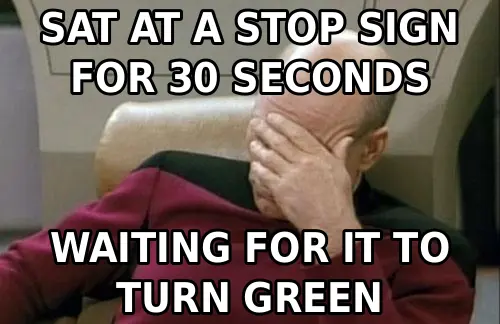 SAT AT A STOP SIGN
FOR 30 SECONDS
WAITING FOR IT TO
TURN GREEN